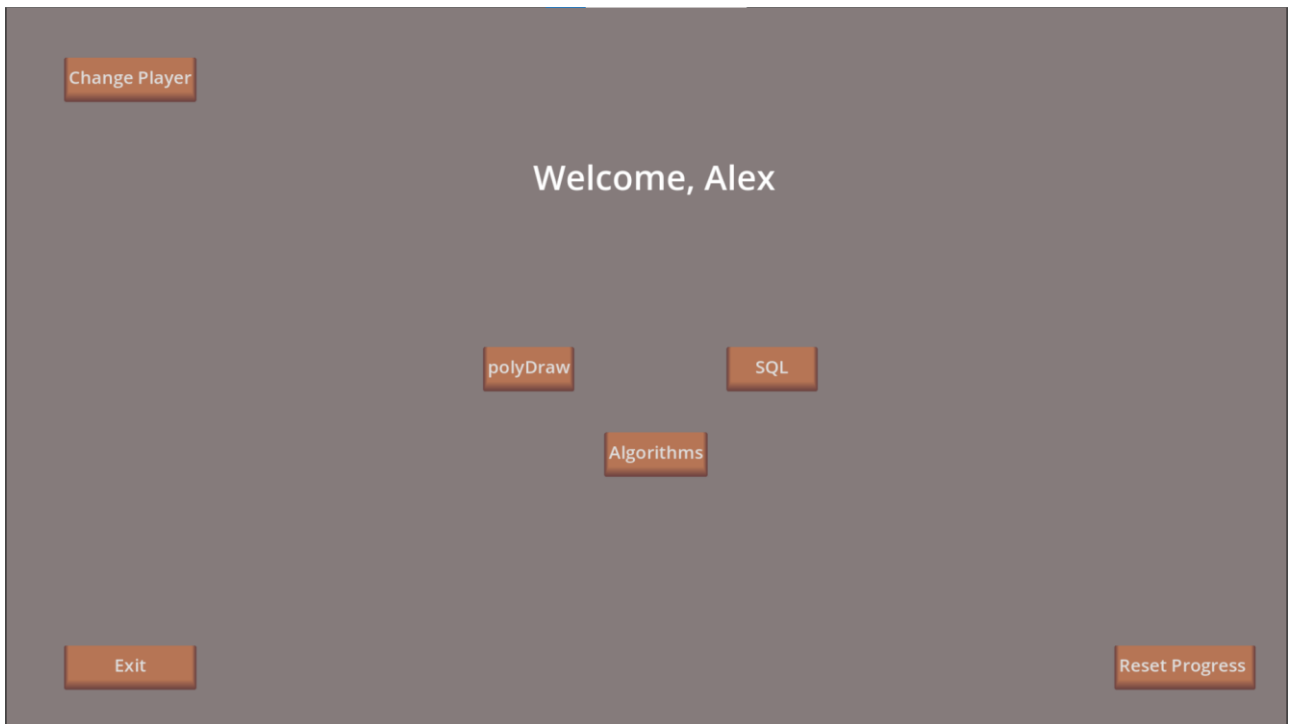 Change Player
Welcome, Alex
polyDraw
SQL
Algorithms
Exit
Reset Progress